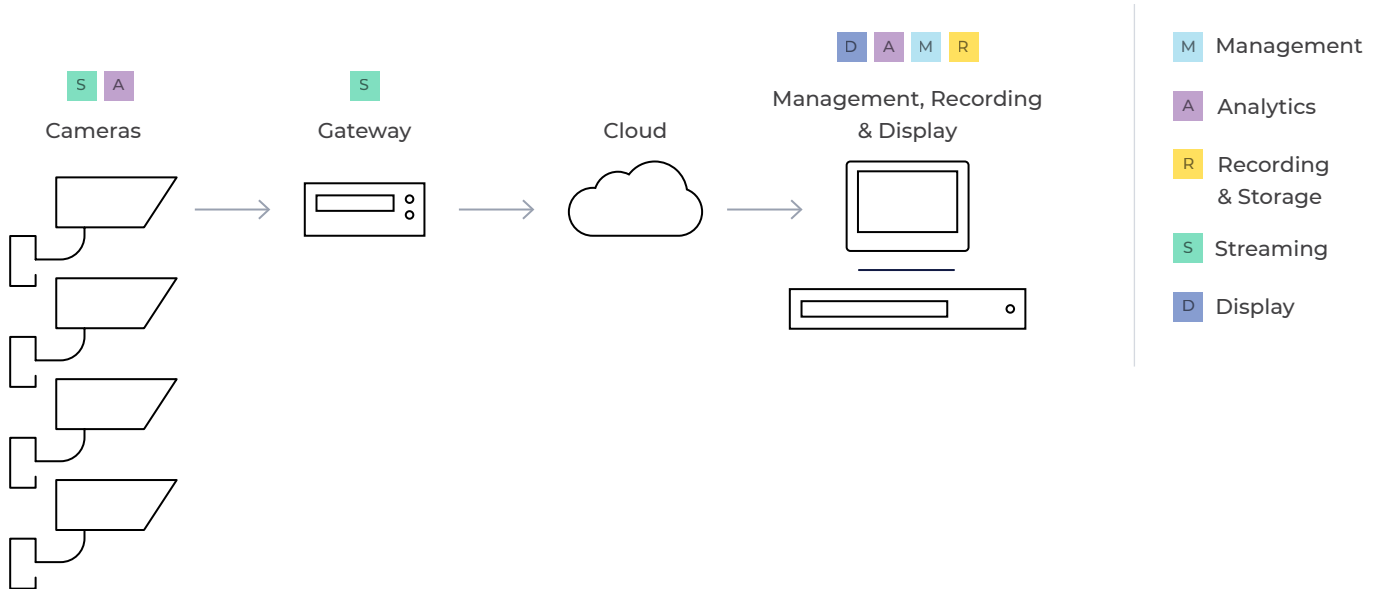 S A
Cameras
S
Gateway
Cloud
D A M R
Management, Recording
& Display
M Management
A Analytics
R Recording
& Storage
S Streaming
D Display